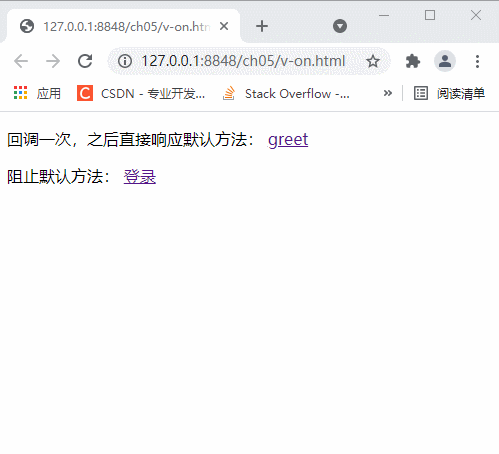 127.0.0.1:8848/ch05/v-on.htm
127.0.0.1:8848/ch05/v-on.html
应用 CSDN - 专业开发... Stack Overflow -... » 阅读清单
回调一次，之后直接响应默认方法： greet
阻止默认方法： 登录